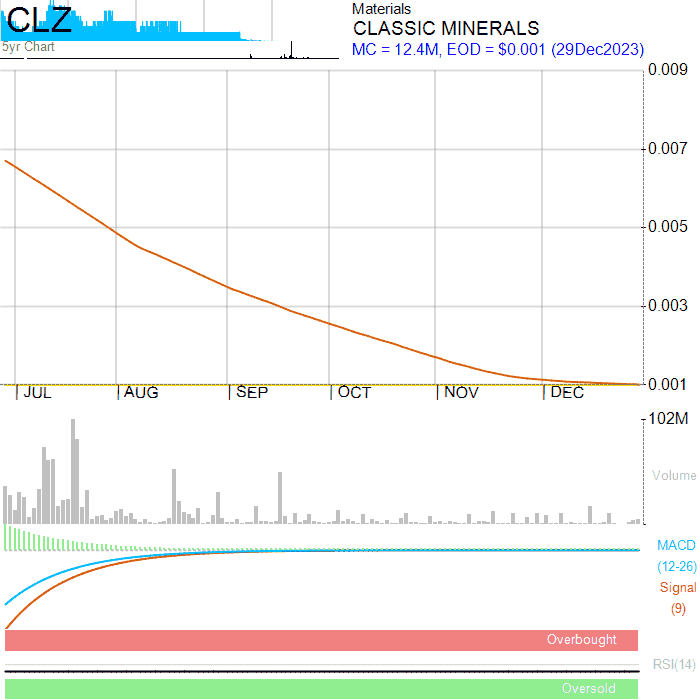 CLZ
Materials
CLASSIC MINERALS
MC = 12.4M, EOD = $0.001 (29Dec2023)
5yr Chart
0.009
0.007
0.005
0.003
0.001
JUL AUG SEP OCT NOV DEC
102M
Volume
MACD
(12-26)
Signal
(9)
Overbought
RSI(14)
Oversold